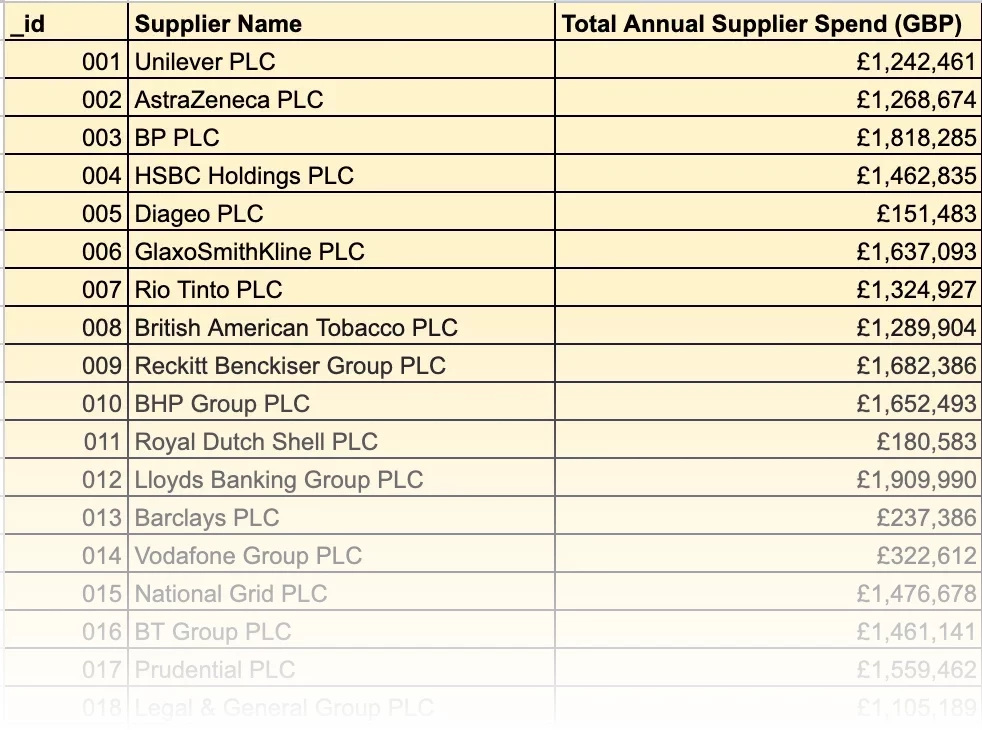 _id Supplier Name Total Annual Supplier Spend (GBP)
001 Unilever PLC £1,242,461
002 AstraZeneca PLC £1,268,674
003 BP PLC £1,818,285
004 HSBC Holdings PLC £1,462,835
005 Diageo PLC £151,483
006 GlaxoSmithKline PLC £1,637,093
007 Rio Tinto PLC £1,324,927
008 British American Tobacco PLC £1,289,904
009 Reckitt Benckiser Group PLC £1,682,386
010 BHP Group PLC £1,652,493
011 Royal Dutch Shell PLC £180,583
012 Lloyds Banking Group PLC £1,909,990
013 Barclays PLC £237,386
014 Vodafone Group PLC £322,612
015 National Grid PLC £1,476,678
016 BT Group PLC £1,461,141
017 Prudential PLC £1,559,462
018 Legal & General Group PLC £1,105,189